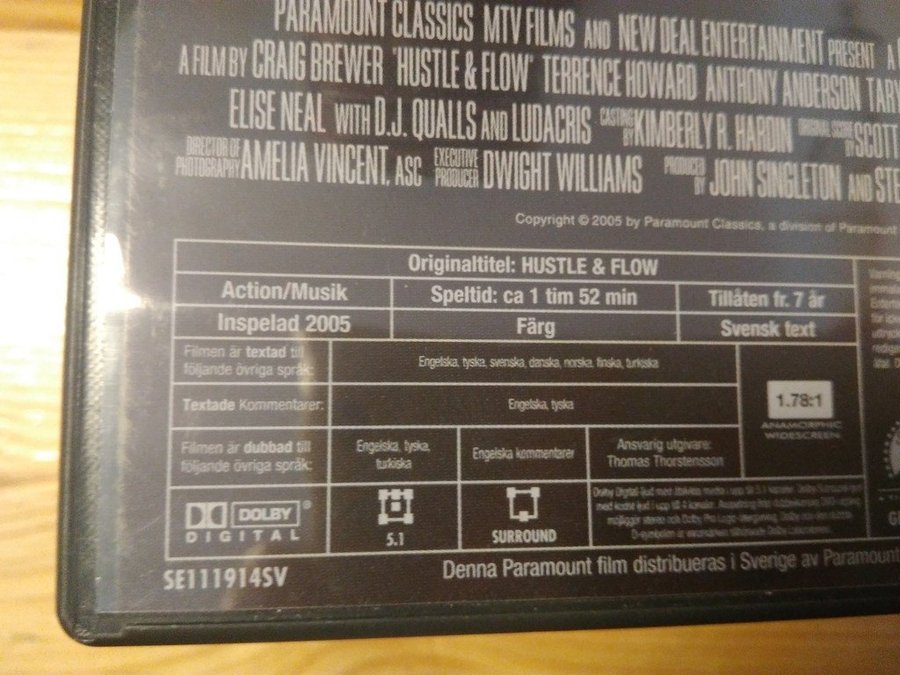 PARAMOUNT CLASSICS MTV FILMS AND NEW DEAL ENTERTAINMENT PRESENT A
A FILM BY CRAIG BREWER "HUSTLE & FLOW" TERRENCE HOWARD ANTHONY ANDERSON TARY
ELISE NEAL WITH D.J. QUALLS AND LUDACRIS CASTING BY KIMBERLY R. HARDIN ORIGINAL SCORE BY SCOTT
DIRECTOR OF PHOTOGRAPHY AMELIA VINCENT, ASC EXECUTIVE PRODUCER DWIGHT WILLIAMS PRODUCED BY JOHN SINGLETON AND STE
Copyright © 2005 by Paramount Classics, a division of Paramount
Originaltitel: HUSTLE & FLOW
Action/Musik
Speltid: ca 1 tim 52 min
Tillåten fr. 7 år
Inspelad 2005
Färg
Svensk text
Filmen är textad till
följande övriga språk:
Engelska, tyska, svenska, danska, norska, finska, turkiska
Textade Kommentarer:
Engelska, tyska
1.78:1
ANAMORPHIC
WIDESCREEN
Filmen är dubbad till
följande övriga språk:
Engelska, tyska,
turkiska
Engelska kommentarer
Ansvarig utgivare:
Thomas Thorstensson
DOLBY
DIGITAL
5.1
SURROUND
SE111914SV
Denna Paramount film distribueras i Sverige av Paramount